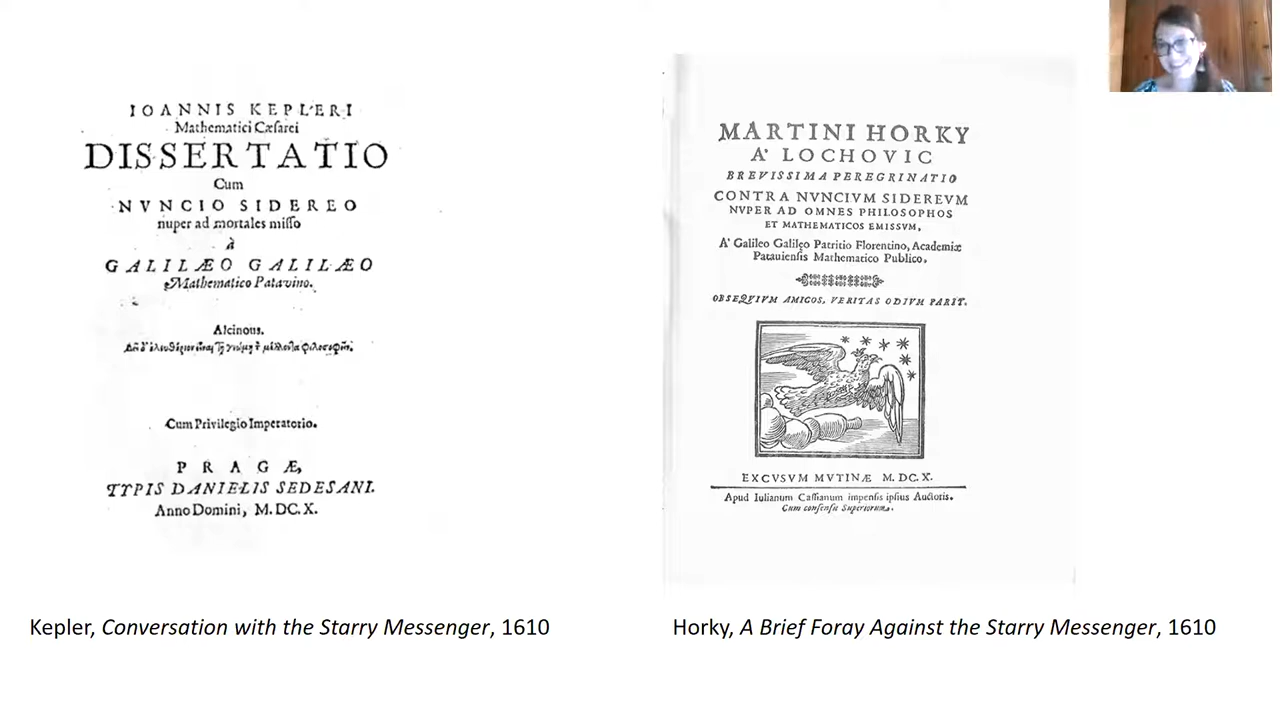 IOANNIS KEPLERI
Mathematici Cæsarei
DISSERTATIO
Cum
NVNCIO SIDEREO
nuper ad mortales misso
à
GALILÆO GALILÆO
Mathematico Patavino.
Alcinous.
Cum Privilegio Imperatorio.
PRAGÆ,
TYPIS DANIELIS SEDESANI.
Anno Domini, M.DC.X.
Kepler, Conversation with the Starry Messenger, 1610
MARTINI HORKY
A' LOCHOVIC
BREVISSIMA PEREGRINATIO
CONTRA NVNCIVM SIDEREVM
NVPER AD OMNES PHILOSOPHOS
ET MATHEMATICOS EMISSVM,
A' Galileo Galileo Patritio Florentino, Academiæ
Patauiensis Mathematico Publico.
OBSEQVIVM AMICOS, VERITAS ODIVM PARIT.
EXCVSVM MVTINÆ M.DC.X.
Apud Iulianum Cassianum impensis ipsius Auctoris.
Cum consensu Superiorum.
Horky, A Brief Foray Against the Starry Messenger, 1610